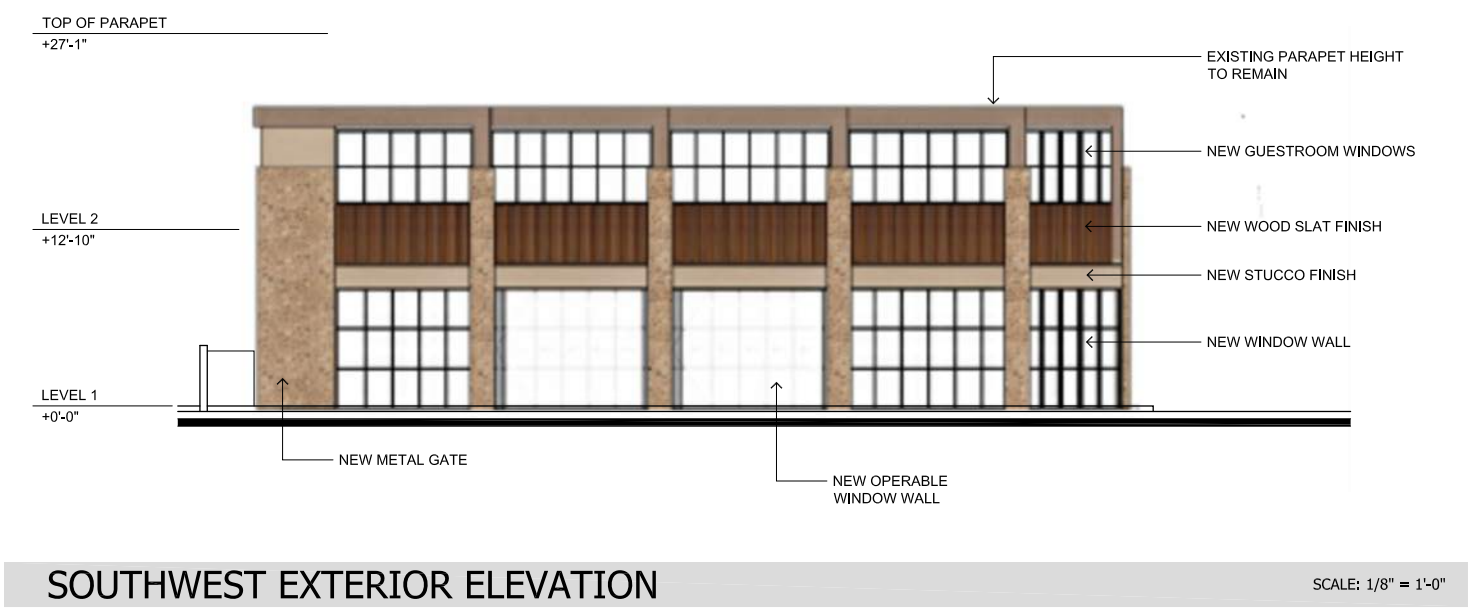 TOP OF PARAPET
+27'-1"
EXISTING PARAPET HEIGHT
TO REMAIN
NEW GUESTROOM WINDOWS
LEVEL 2
+12'-10"
NEW WOOD SLAT FINISH
NEW STUCCO FINISH
NEW WINDOW WALL
LEVEL 1
+0'-0"
NEW METAL GATE
NEW OPERABLE
WINDOW WALL
SOUTHWEST EXTERIOR ELEVATION
SCALE: 1/8" = 1'-0"